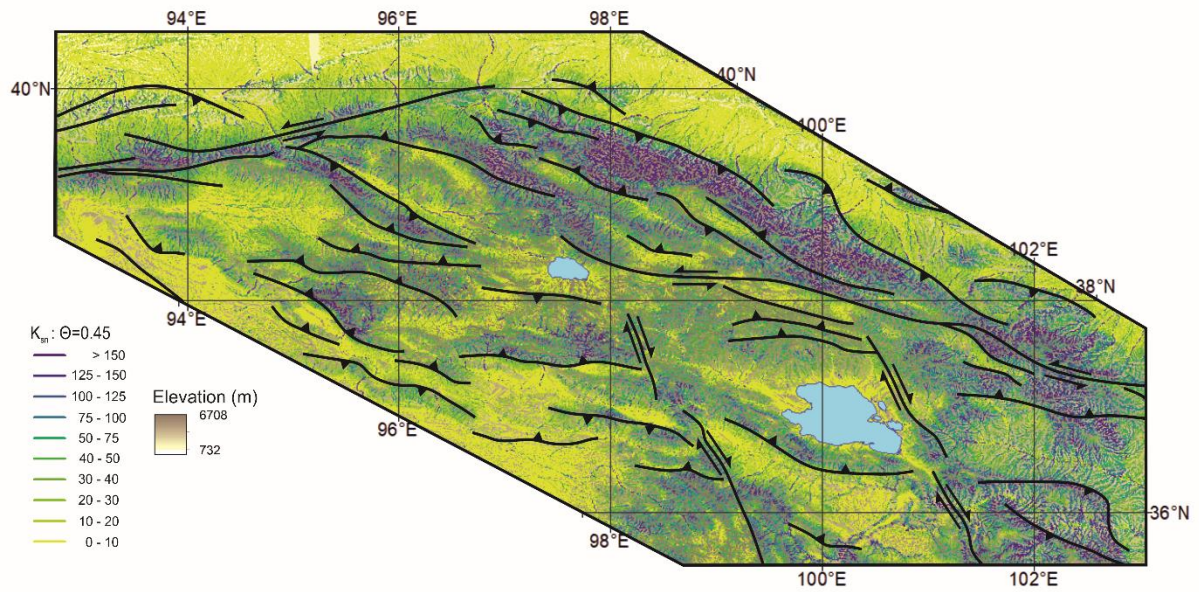 94°E
96°E
98°E
40°N
40°N
100°E
102°E
38°N
94°E
K_sn : Θ=0.45
> 150
125 - 150
100 - 125
75 - 100
50 - 75
40 - 50
30 - 40
20 - 30
10 - 20
0 - 10
Elevation (m)
6708
732
96°E
36°N
98°E
100°E
102°E